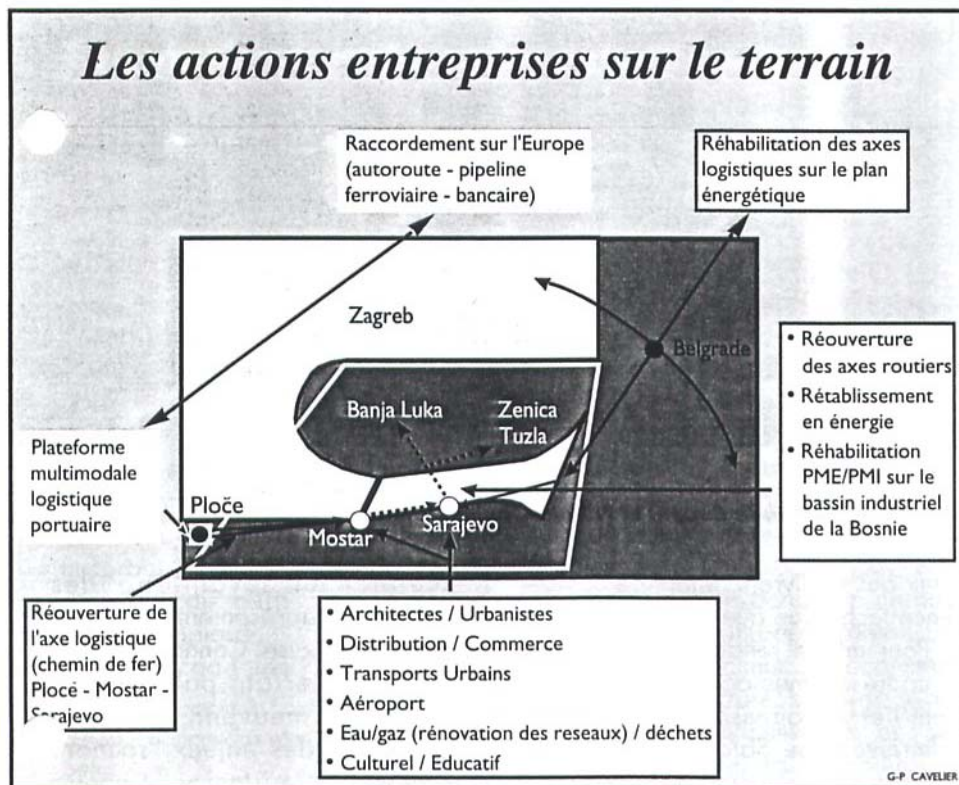 Les actions entreprises sur le terrain
Raccordement sur l'Europe
(autoroute - pipeline
ferroviaire - bancaire)
Réhabilitation des axes
logistiques sur le plan
énergétique
Zagreb
Belgrade
Banja Luka
Zenica
Tuzla
• Réouverture
des axes routiers
• Rétablissement
en énergie
• Réhabilitation
PME/PMI sur le
bassin industriel
de la Bosnie
Plateforme
multimodale
logistique
portuaire
Ploče
Mostar
Sarajevo
Réouverture de
l'axe logistique
(chemin de fer)
Ploce - Mostar -
Sarajevo
• Architectes / Urbanistes
• Distribution / Commerce
• Transports Urbains
• Aéroport
• Eau/gaz (rénovation des reseaux) / déchets
• Culturel / Educatif
G-P CAVELIER